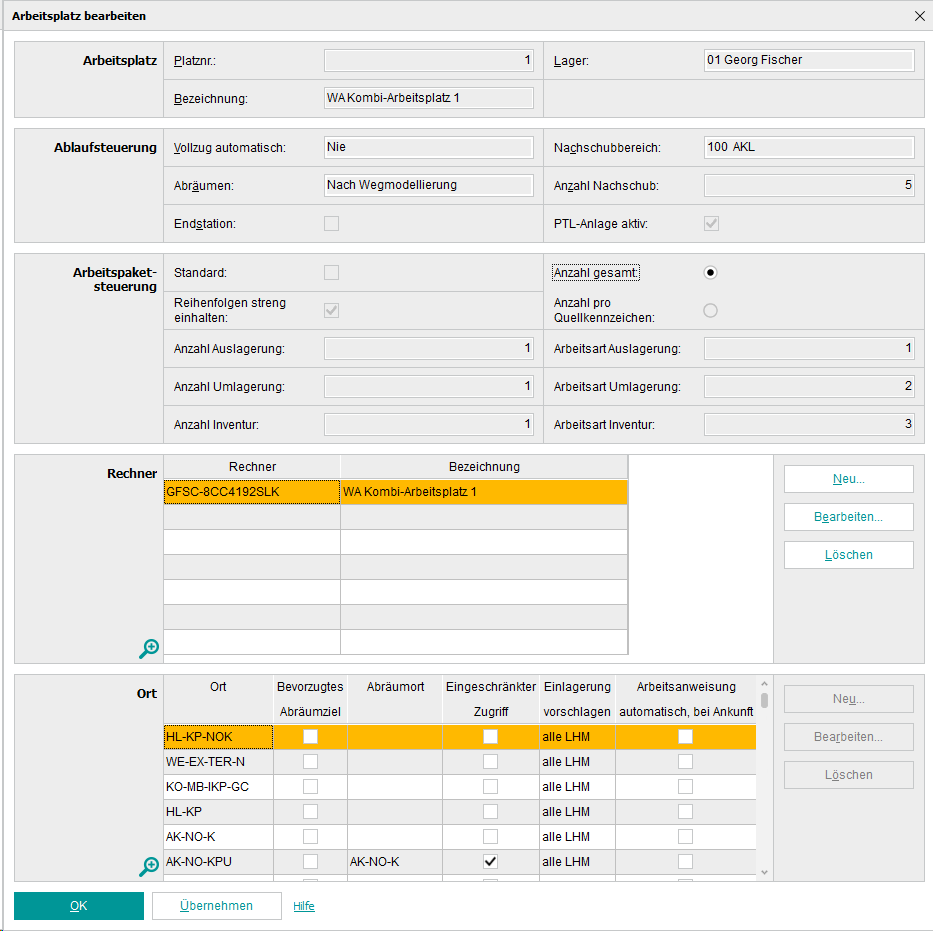 Arbeitsplatz bearbeiten
Arbeitsplatz
Platznr.: 1
Lager: 01 Georg Fischer
Bezeichnung: WA Kombi-Arbeitsplatz 1
Ablaufsteuerung
Vollzug automatisch: Nie
Nachschubbereich: 100 AKL
Abräumen: Nach Wegmodellierung
Anzahl Nachschub: 5
Endstation:
PTL-Anlage aktiv:
Arbeitspaket-
steuerung
Standard:
Anzahl gesamt:
Reihenfolgen streng
einhalten:
Anzahl pro
Quellkennzeichen:
Anzahl Auslagerung: 1
Arbeitsart Auslagerung: 1
Anzahl Umlagerung: 1
Arbeitsart Umlagerung: 2
Anzahl Inventur: 1
Arbeitsart Inventur: 3
Rechner
Rechner Bezeichnung
GFSC-8CC4192SLK WA Kombi-Arbeitsplatz 1
Neu...
Bearbeiten...
Löschen
Ort
Ort Bevorzugtes Abräumort Eingeschränkter Einlagerung Arbeitsanweisung
Abräumziel Zugriff vorschlagen automatisch, bei Ankunft
HL-KP-NOK alle LHM
WE-EX-TER-N alle LHM
KO-MB-IKP-GC alle LHM
HL-KP alle LHM
AK-NO-K alle LHM
AK-NO-KPU AK-NO-K alle LHM
Neu...
Bearbeiten...
Löschen
OK Übernehmen Hilfe